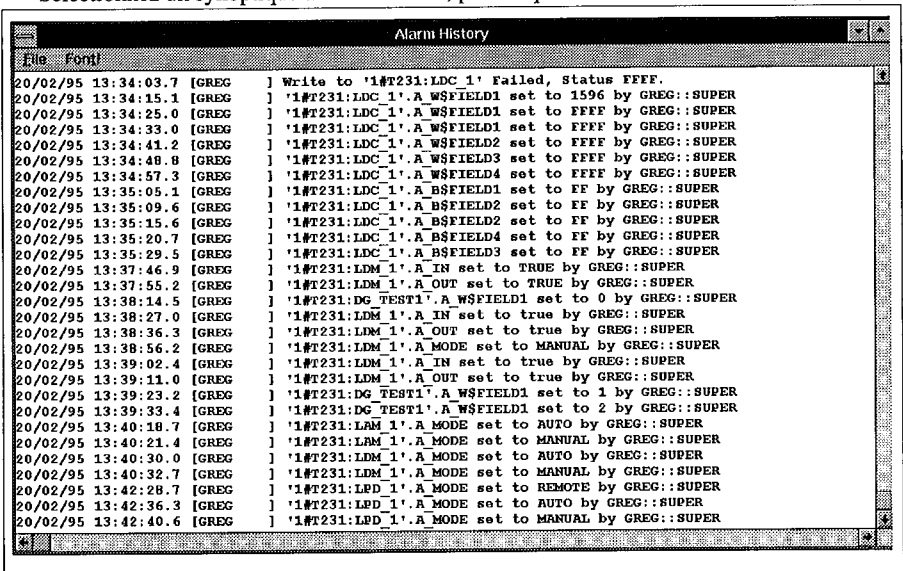 Alarm History
File Font!
20/02/95 13:34:03.7 [GREG ] Write to '1#T231:LDC_1' Failed, Status FFFF.
20/02/95 13:34:15.1 [GREG ] '1#T231:LDC_1'.A_W$FIELD1 set to 1596 by GREG::SUPER
20/02/95 13:34:25.0 [GREG ] '1#T231:LDC_1'.A_W$FIELD1 set to FFFF by GREG::SUPER
20/02/95 13:34:33.0 [GREG ] '1#T231:LDC_1'.A_W$FIELD1 set to FFFF by GREG::SUPER
20/02/95 13:34:41.2 [GREG ] '1#T231:LDC_1'.A_W$FIELD2 set to FFFF by GREG::SUPER
20/02/95 13:34:48.8 [GREG ] '1#T231:LDC_1'.A_W$FIELD3 set to FFFF by GREG::SUPER
20/02/95 13:34:57.3 [GREG ] '1#T231:LDC_1'.A_W$FIELD4 set to FFFF by GREG::SUPER
20/02/95 13:35:05.1 [GREG ] '1#T231:LDC_1'.A_B$FIELD1 set to FF by GREG::SUPER
20/02/95 13:35:09.6 [GREG ] '1#T231:LDC_1'.A_B$FIELD2 set to FF by GREG::SUPER
20/02/95 13:35:15.6 [GREG ] '1#T231:LDC_1'.A_B$FIELD2 set to FF by GREG::SUPER
20/02/95 13:35:20.7 [GREG ] '1#T231:LDC_1'.A_B$FIELD4 set to FF by GREG::SUPER
20/02/95 13:35:29.5 [GREG ] '1#T231:LDC_1'.A_B$FIELD3 set to FF by GREG::SUPER
20/02/95 13:37:46.9 [GREG ] '1#T231:LDM_1'.A_IN set to TRUE by GREG::SUPER
20/02/95 13:37:55.2 [GREG ] '1#T231:LDM_1'.A_OUT set to TRUE by GREG::SUPER
20/02/95 13:38:14.5 [GREG ] '1#T231:DG_TEST1'.A_W$FIELD1 set to 0 by GREG::SUPER
20/02/95 13:38:27.0 [GREG ] '1#T231:LDM_1'.A_IN set to true by GREG::SUPER
20/02/95 13:38:36.3 [GREG ] '1#T231:LDM_1'.A_OUT set to true by GREG::SUPER
20/02/95 13:38:56.2 [GREG ] '1#T231:LDM_1'.A_MODE set to MANUAL by GREG::SUPER
20/02/95 13:39:02.4 [GREG ] '1#T231:LDM_1'.A_IN set to true by GREG::SUPER
20/02/95 13:39:11.0 [GREG ] '1#T231:LDM_1'.A_OUT set to true by GREG::SUPER
20/02/95 13:39:23.2 [GREG ] '1#T231:DG_TEST1'.A_W$FIELD1 set to 1 by GREG::SUPER
20/02/95 13:39:33.4 [GREG ] '1#T231:DG_TEST1'.A_W$FIELD1 set to 2 by GREG::SUPER
20/02/95 13:40:18.7 [GREG ] '1#T231:LAM_1'.A_MODE set to AUTO by GREG::SUPER
20/02/95 13:40:21.4 [GREG ] '1#T231:LAM_1'.A_MODE set to MANUAL by GREG::SUPER
20/02/95 13:40:30.0 [GREG ] '1#T231:LDM_1'.A_MODE set to AUTO by GREG::SUPER
20/02/95 13:40:32.7 [GREG ] '1#T231:LDM_1'.A_MODE set to MANUAL by GREG::SUPER
20/02/95 13:42:28.7 [GREG ] '1#T231:LPD_1'.A_MODE set to REMOTE by GREG::SUPER
20/02/95 13:42:36.3 [GREG ] '1#T231:LPD_1'.A_MODE set to AUTO by GREG::SUPER
20/02/95 13:42:40.6 [GREG ] '1#T231:LPD_1'.A_MODE set to MANUAL by GREG::SUPER